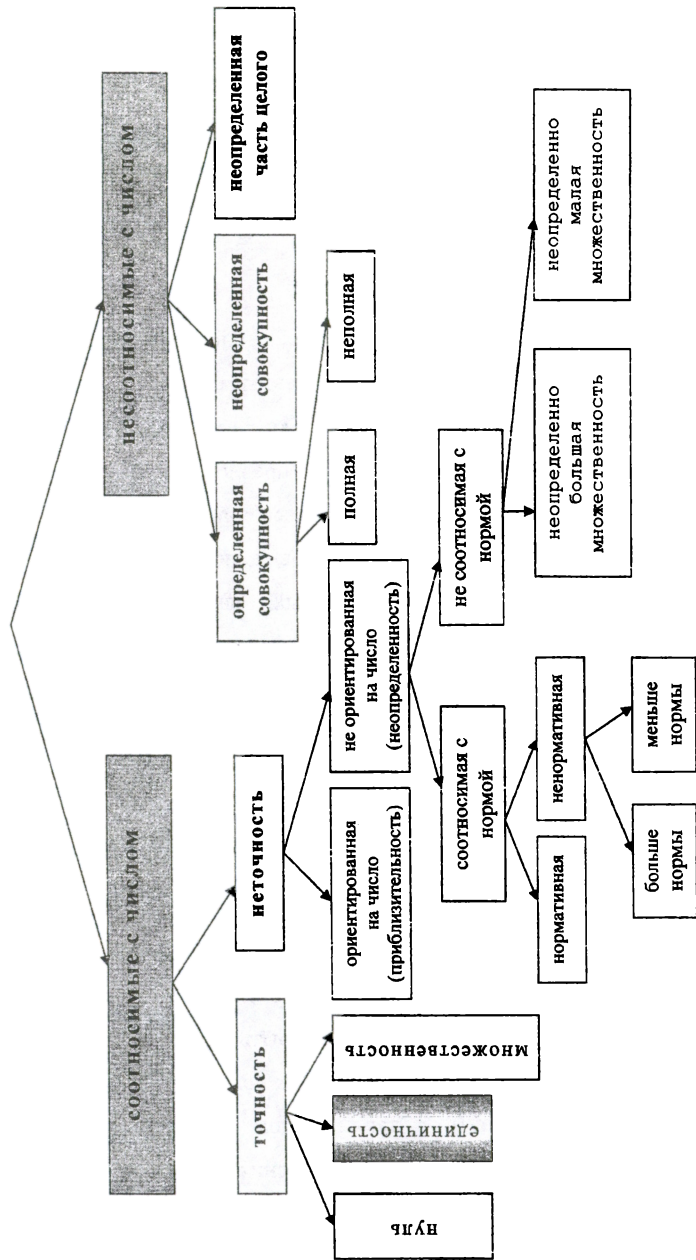 соотносимые с числом
несоотносимые с числом
точность
неточность
определенная
совокупность
неопределенная
совокупность
неопределенная
часть целого
нуль
единичность
множественность
ориентированная
на число
(приблизительность)
не ориентированная
на число
(неопределенность)
полная
неполная
соотносимая с
нормой
не соотносимая с
нормой
нормативная
ненормативная
неопределенно
большая
множественность
неопределенно
малая
множественность
больше
нормы
меньше
нормы